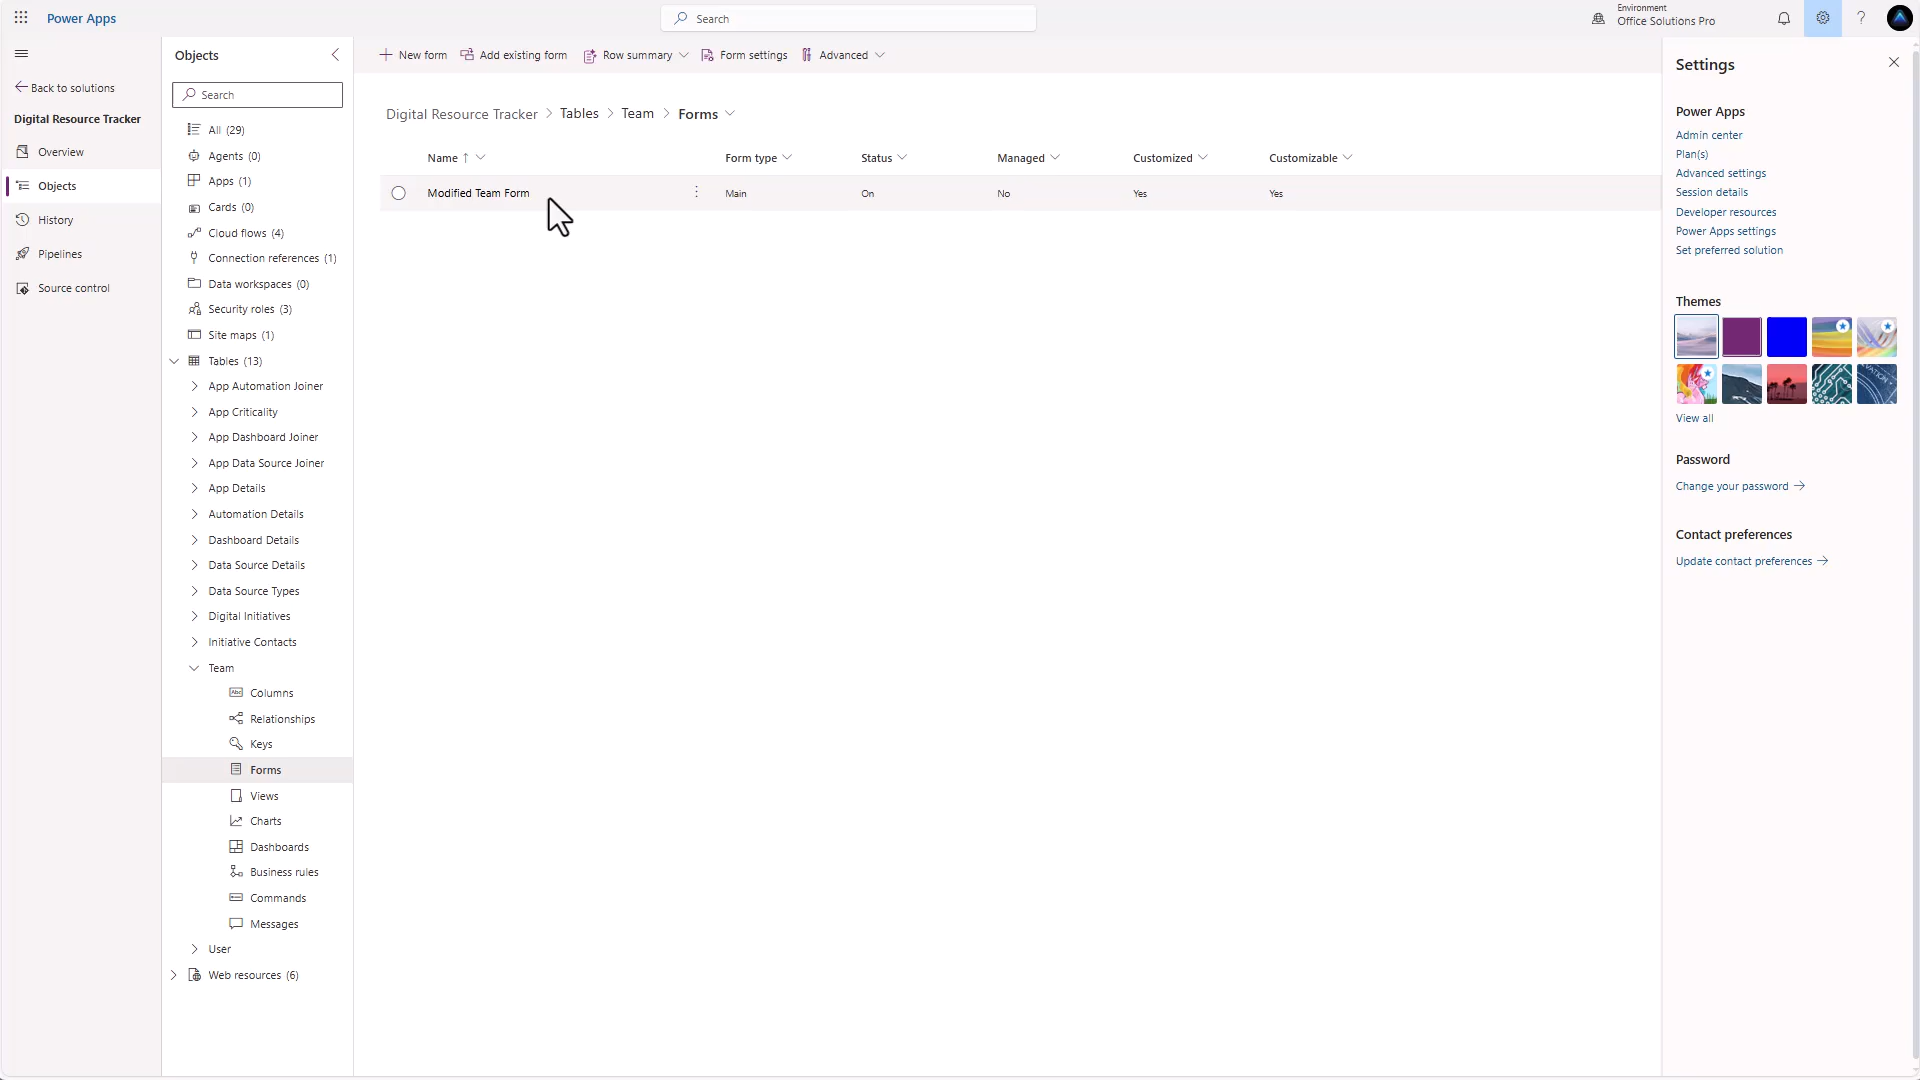 Power Apps
Search
Environment
Office Solutions Pro
?
Back to solutions
Digital Resource Tracker
Overview
Objects
History
Pipelines
Source control
Objects
Search
All (29)
Agents (0)
Apps (1)
Cards (0)
Cloud flows (4)
Connection references (1)
Data workspaces (0)
Security roles (3)
Site maps (1)
Tables (13)
App Automation Joiner
App Criticality
App Dashboard Joiner
App Data Source Joiner
App Details
Automation Details
Dashboard Details
Data Source Details
Data Source Types
Digital Initiatives
Initiative Contacts
Team
Columns
Relationships
Keys
Forms
Views
Charts
Dashboards
Business rules
Commands
Messages
User
Web resources (6)
New form Add existing form Row summary Form settings Advanced
Digital Resource Tracker > Tables > Team > Forms
Name ↑ Form type Status Managed Customized Customizable
Modified Team Form Main On No Yes Yes
Settings
Power Apps
Admin center
Plan(s)
Advanced settings
Session details
Developer resources
Power Apps settings
Set preferred solution
Themes
View all
Password
Change your password →
Contact preferences
Update contact preferences →